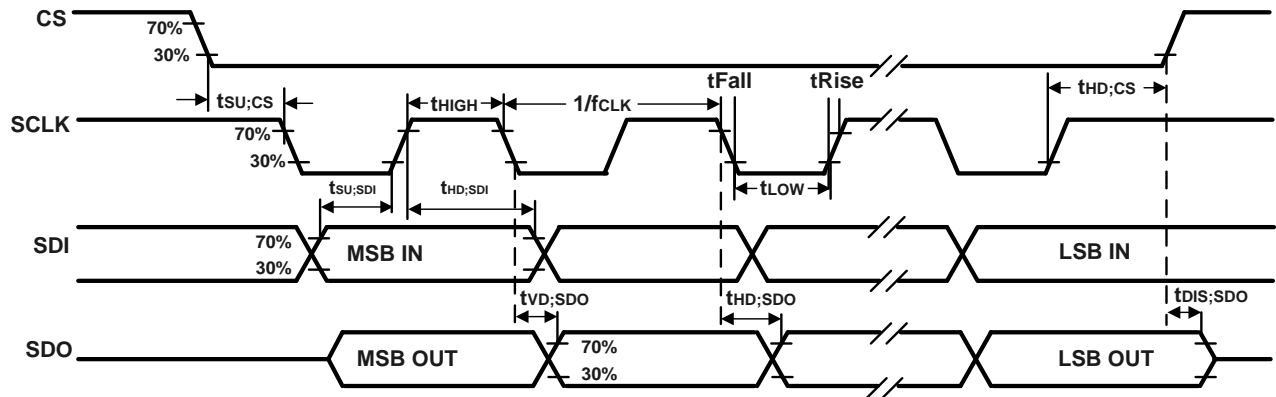 CS
70%
30%
tSU;CS
tHIGH
1/fCLK
tFall
tRise
tHD;CS
SCLK
70%
30%
tSU;SDI
tHD;SDI
tLOW
SDI
70%
30%
MSB IN
LSB IN
tVD;SDO
tHD;SDO
tDIS;SDO
SDO
MSB OUT
70%
30%
LSB OUT